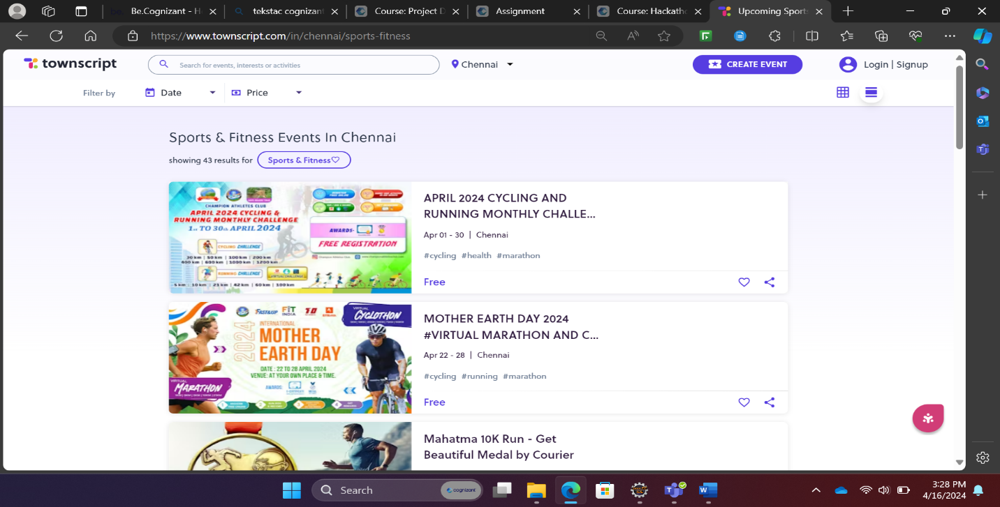 Be.Cognizant - H
tekstac cognizant
Course: Project D
Assignment
Course: Hackatho
Upcoming Sports
https://www.townscript.com/in/chennai/sports-fitness
townscript
Search for events, interests or activities
Chennai
CREATE EVENT
Login | Signup
Filter by
Date
Price
Sports & Fitness Events In Chennai
showing 43 results for
Sports & Fitness
CHAMPION ATHLETES CLUB
APRIL 2024 CYCLING &
RUNNING MONTHLY CHALLENGE
1st TO 30th APRIL 2024
AWARDS-
FREE REGISTRATION
CYCLING CHALLENGE
30 km | 50 km | 100 km | 200 km
400 km | 600 km | 1000 km | 1200 km
RUNNING CHALLENGE
VIRTUAL CHALLENGE
5 km | 10 km | 21 km | 42 km | 60 km | 100 km
APRIL 2024 CYCLING AND
RUNNING MONTHLY CHALLE...
Apr 01 - 30 | Chennai
#cycling #health #marathon
Free
FAST&UP
FIT INDIA
VIRTUAL
CYCLOTHON
2024
INTERNATIONAL
MOTHER
EARTH DAY
DATE : 22 TO 28 APRIL 2024
VENUE: AT YOUR OWN PLACE & TIME.
AWARDS:
VIRTUAL
MARATHON
1
2
3
4
MOTHER EARTH DAY 2024
#VIRTUAL MARATHON AND C...
Apr 22 - 28 | Chennai
#cycling #running #marathon
Free
Mahatma 10K Run - Get
Beautiful Medal by Courier
Search
cognizant
3:28 PM
4/16/2024